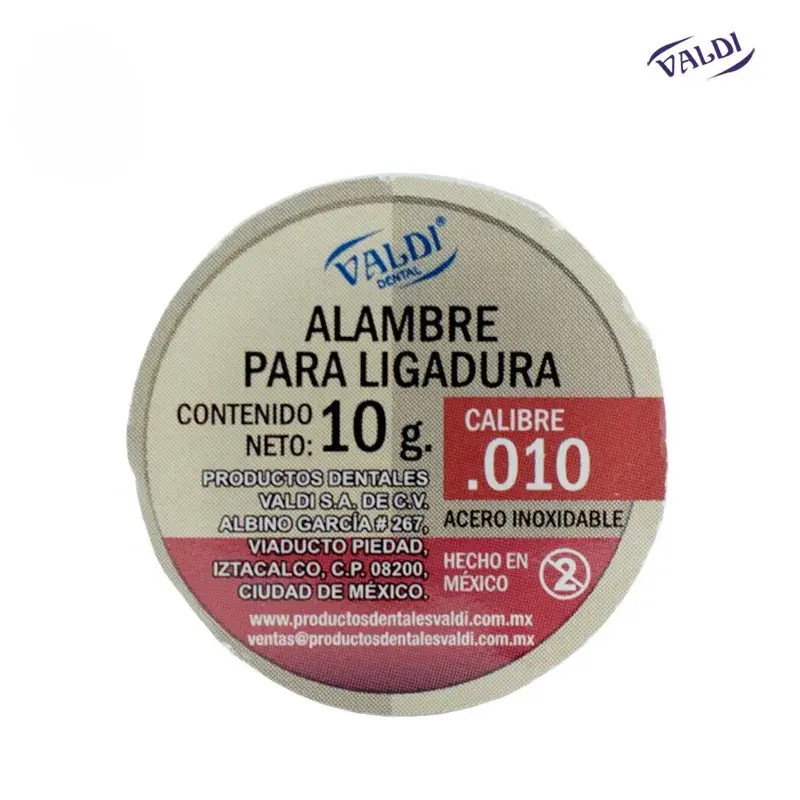 VALDI
VALDI®
DENTAL
ALAMBRE
PARA LIGADURA
CONTENIDO
NETO: 10 g.
CALIBRE
.010
PRODUCTOS DENTALES
VALDI S.A. DE C.V.
ALBINO GARCÍA # 267,
VIADUCTO PIEDAD,
IZTACALCO, C.P. 08200,
CIUDAD DE MÉXICO.
ACERO INOXIDABLE
HECHO EN
MÉXICO
2
www.productosdentalesvaldi.com.mx
ventas@productosdentalesvaldi.com.mx